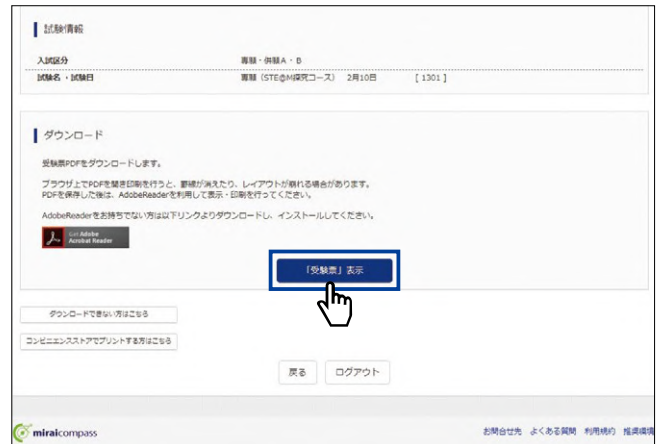 試験情報
入試区分 専願・併願A・B
試験名・試験日 専願（STE@M探究コース） 2月10日 [ 1301 ]
ダウンロード
受験票PDFをダウンロードします。
ブラウザ上でPDFを開き印刷を行うと、罫線が消えたり、レイアウトが崩れる場合があります。
PDFを保存した後は、AdobeReaderを利用して表示・印刷を行ってください。
AdobeReaderをお持ちでない方は以下リンクよりダウンロードし、インストールしてください。
Get Adobe
Acrobat Reader
「受験票」表示
ダウンロードできない方はこちら
コンビニエンスストアでプリントする方はこちら
戻る ログアウト
miraicompass お問合せ先 よくある質問 利用規約 推奨環境